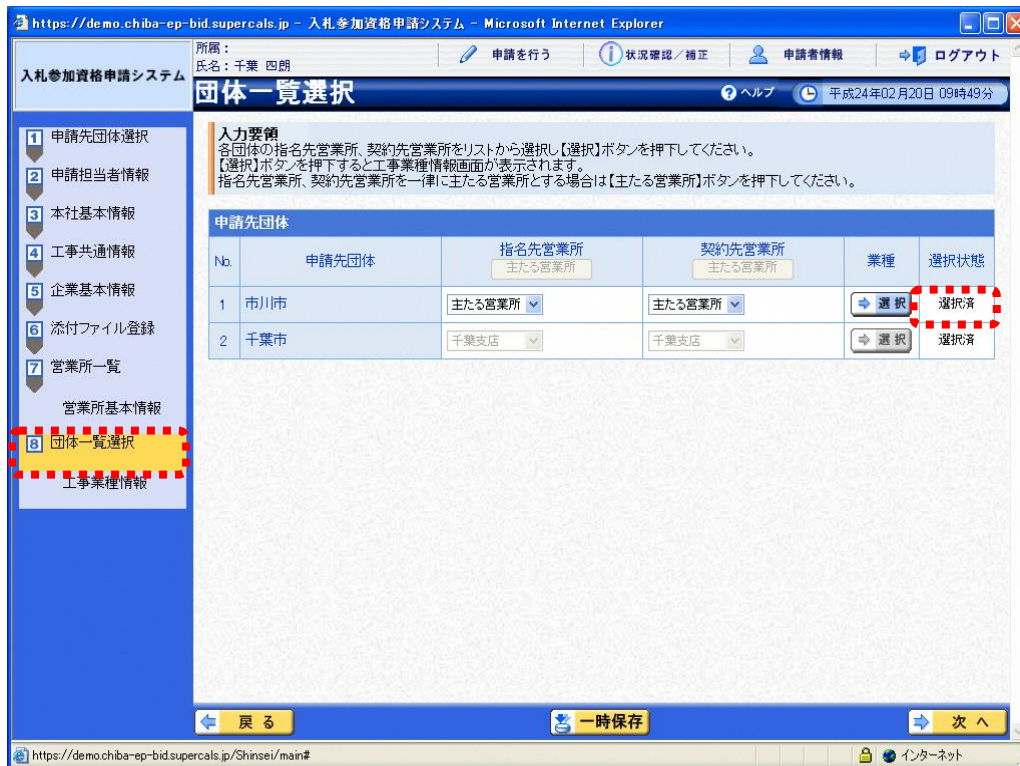 https://demo.chiba-ep-bid.supercals.jp - 入札参加資格申請システム - Microsoft Internet Explorer
入札参加資格申請システム
所属：
氏名：千葉 四朗
申請を行う
状況確認／補正
申請者情報
ログアウト
団体一覧選択
ヘルプ
平成24年02月20日 09時49分
1 申請先団体選択
2 申請担当者情報
3 本社基本情報
4 工事共通情報
5 企業基本情報
6 添付ファイル登録
7 営業所一覧
営業所基本情報
8 団体一覧選択
工事業種情報
入力要領
各団体の指名先営業所、契約先営業所をリストから選択し【選択】ボタンを押下してください。
【選択】ボタンを押下すると工事業種情報画面が表示されます。
指名先営業所、契約先営業所を一律に主たる営業所とする場合は【主たる営業所】ボタンを押下してください。
申請先団体
No. 申請先団体 指名先営業所 契約先営業所 業種 選択状態
主たる営業所 主たる営業所
1 市川市 主たる営業所 主たる営業所 選択 選択済
2 千葉市 千葉支店 千葉支店 選択 選択済
戻る 一時保存 次へ
https://demo.chiba-ep-bid.supercals.jp/Shinsei/main# インターネット